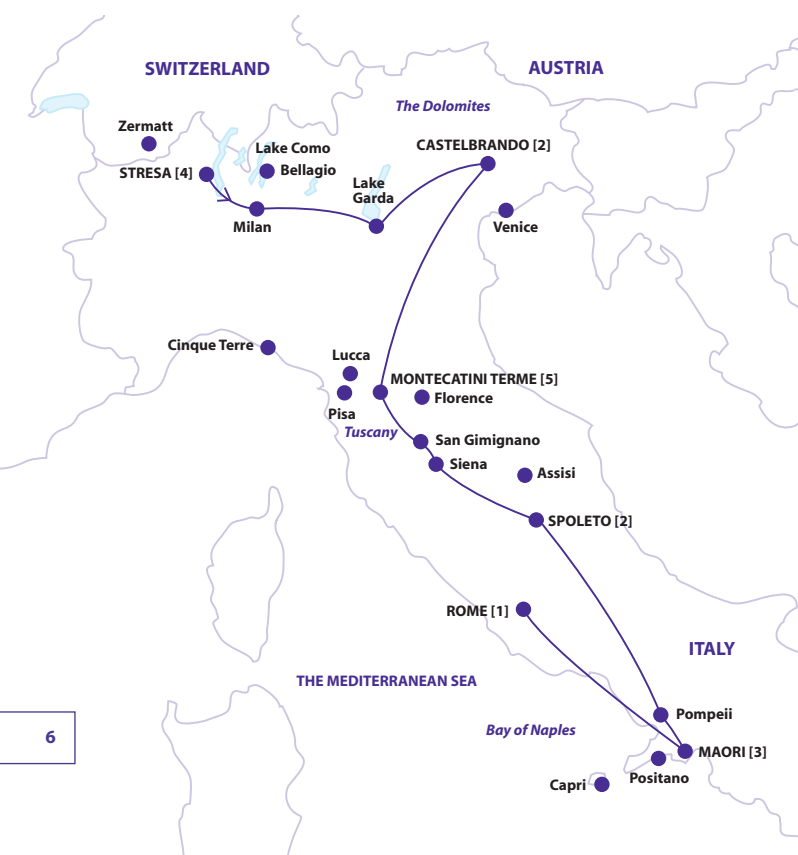 SWITZERLAND
AUSTRIA
The Dolomites
Zermatt
CASTELBRANDO [2]
Lake Como
STRESA [4]
Bellagio
Lake
Garda
Milan
Venice
Cinque Terre
Lucca
MONTECATINI TERME [5]
Florence
Pisa
Tuscany
San Gimignano
Siena
Assisi
SPOLETO [2]
ROME [1]
ITALY
THE MEDITERRANEAN SEA
Pompeii
Bay of Naples
6
MAORI [3]
Positano
Capri